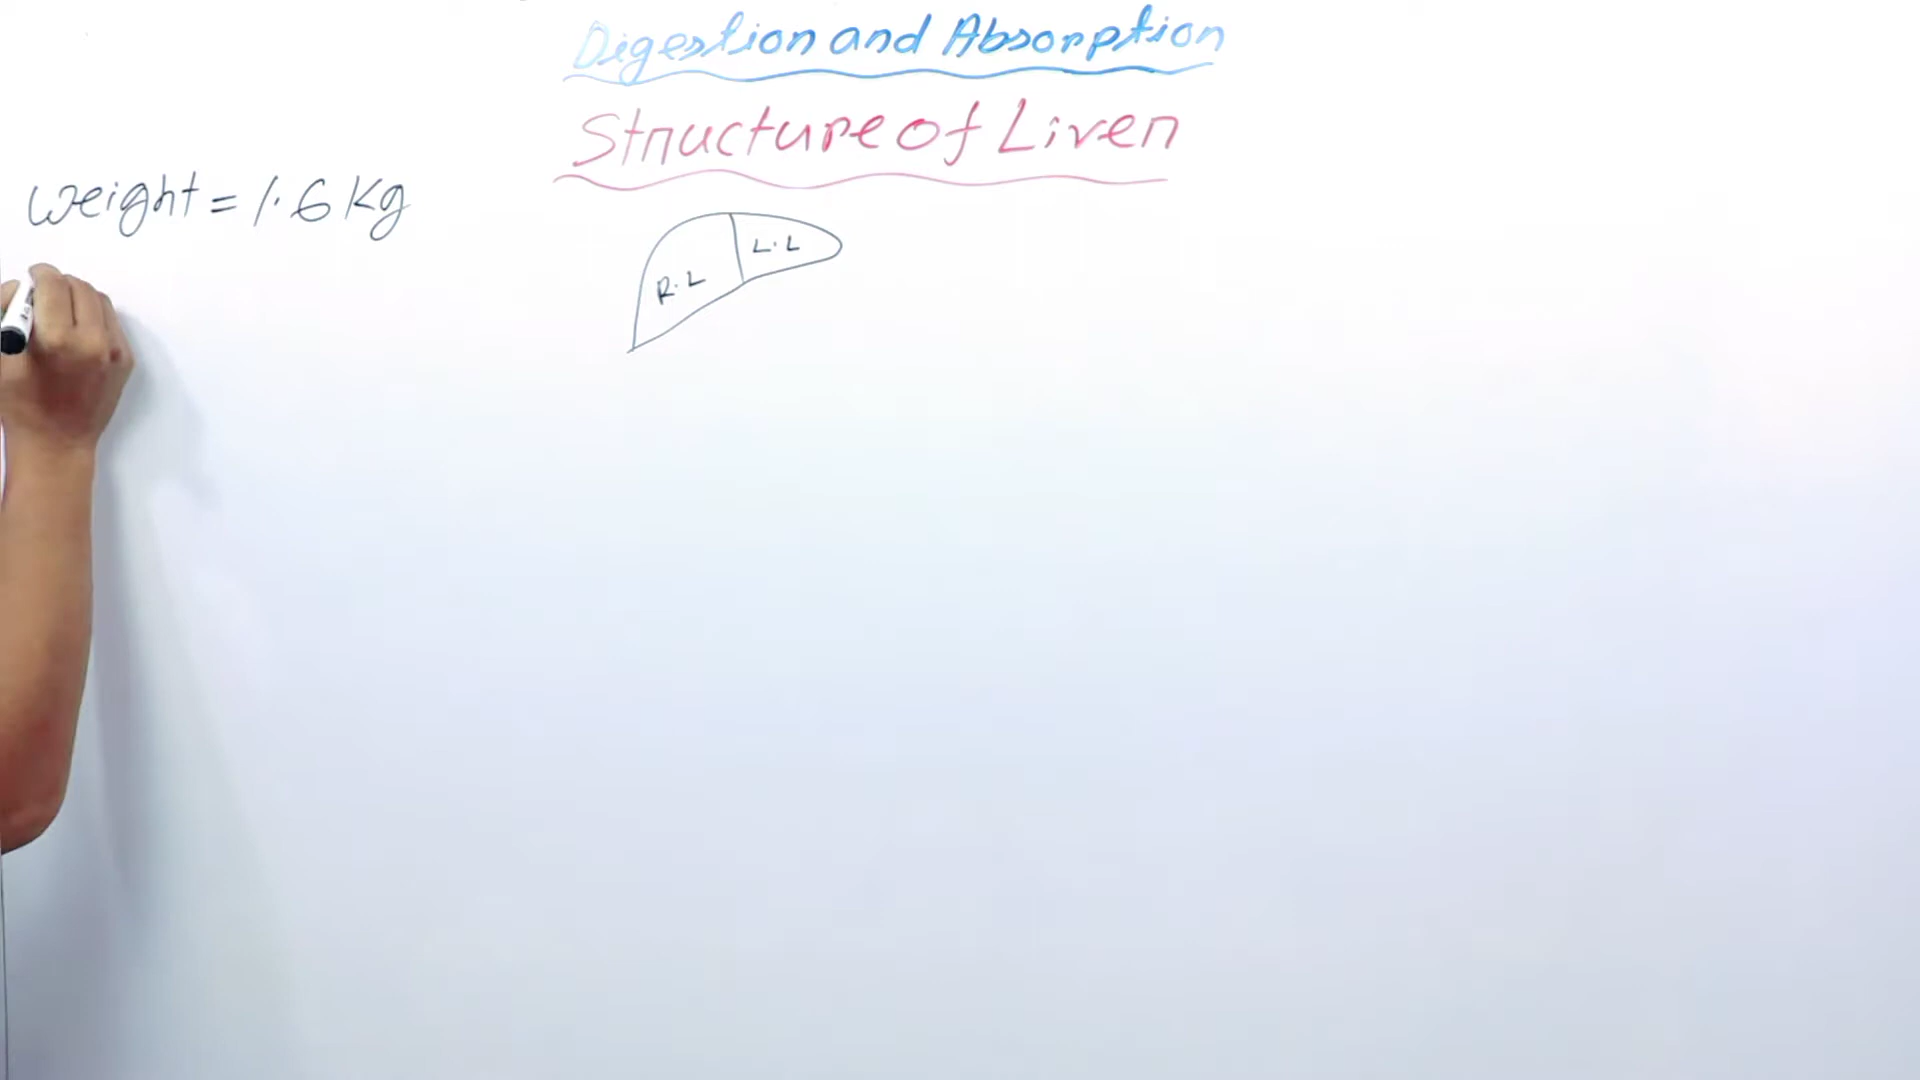 Digestion and Absorption
Structure of Liver
weight = 1.6 Kg
L.L
R.L